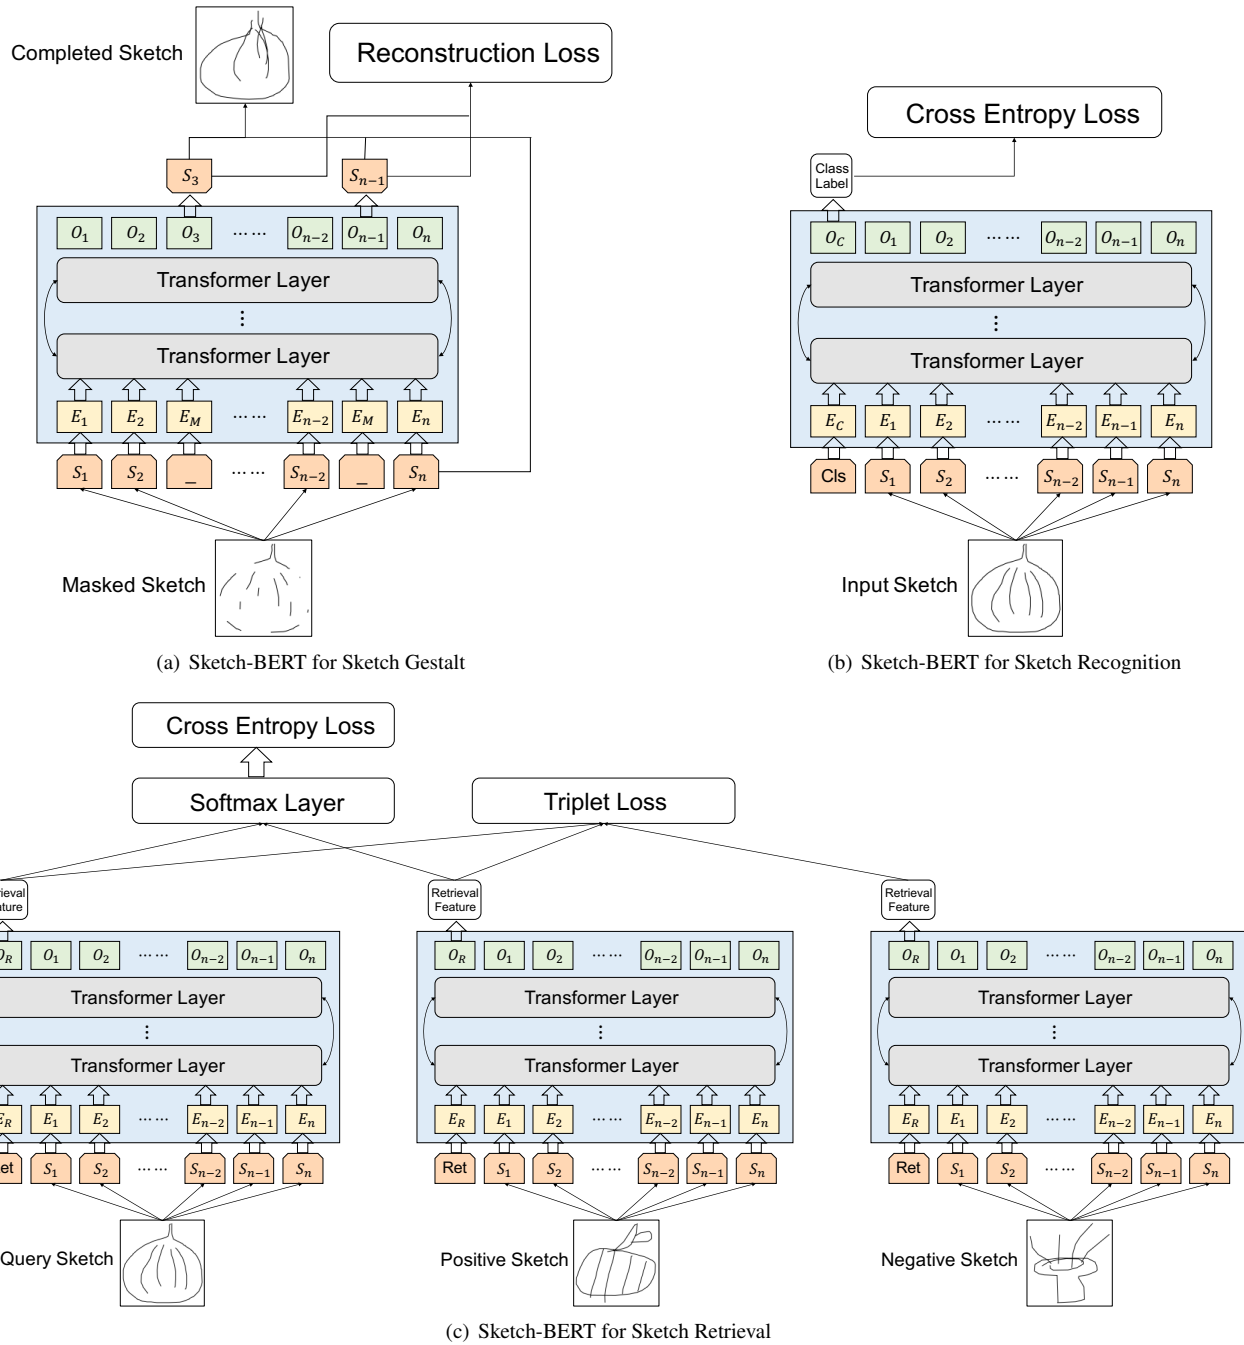 Completed Sketch
Reconstruction Loss
S3 Sn−1
O1 O2 O3 ⋯⋯ On−2 On−1 On
Transformer Layer
⋮
Transformer Layer
E1 E2 EM ⋯⋯ En−2 EM En
S1 S2 _ ⋯⋯ Sn−2 _ Sn
Masked Sketch
(a) Sketch-BERT for Sketch Gestalt
Cross Entropy Loss
Class
Label
OC O1 O2 ⋯⋯ On−2 On−1 On
Transformer Layer
⋮
Transformer Layer
EC E1 E2 ⋯⋯ En−2 En−1 En
Cls S1 S2 ⋯⋯ Sn−2 Sn−1 Sn
Input Sketch
(b) Sketch-BERT for Sketch Recognition
Cross Entropy Loss
Softmax Layer
Triplet Loss
rieval
ature
OR O1 O2 ⋯⋯ On−2 On−1 On
Transformer Layer
⋮
Transformer Layer
ER E1 E2 ⋯⋯ En−2 En−1 En
et S1 S2 ⋯⋯ Sn−2 Sn−1 Sn
Query Sketch
Retrieval
Feature
OR O1 O2 ⋯⋯ On−2 On−1 On
Transformer Layer
⋮
Transformer Layer
ER E1 E2 ⋯⋯ En−2 En−1 En
Ret S1 S2 ⋯⋯ Sn−2 Sn−1 Sn
Positive Sketch
Retrieval
Feature
OR O1 O2 ⋯⋯ On−2 On−1 On
Transformer Layer
⋮
Transformer Layer
ER E1 E2 ⋯⋯ En−2 En−1 En
Ret S1 S2 ⋯⋯ Sn−2 Sn−1 Sn
Negative Sketch
(c) Sketch-BERT for Sketch Retrieval